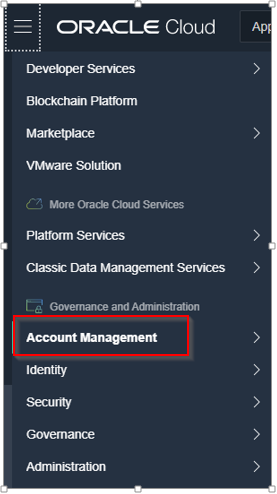 ORACLE Cloud
App
Developer Services
Blockchain Platform
Marketplace
VMware Solution
More Oracle Cloud Services
Platform Services
Classic Data Management Services
Governance and Administration
Account Management
Identity
Security
Governance
Administration